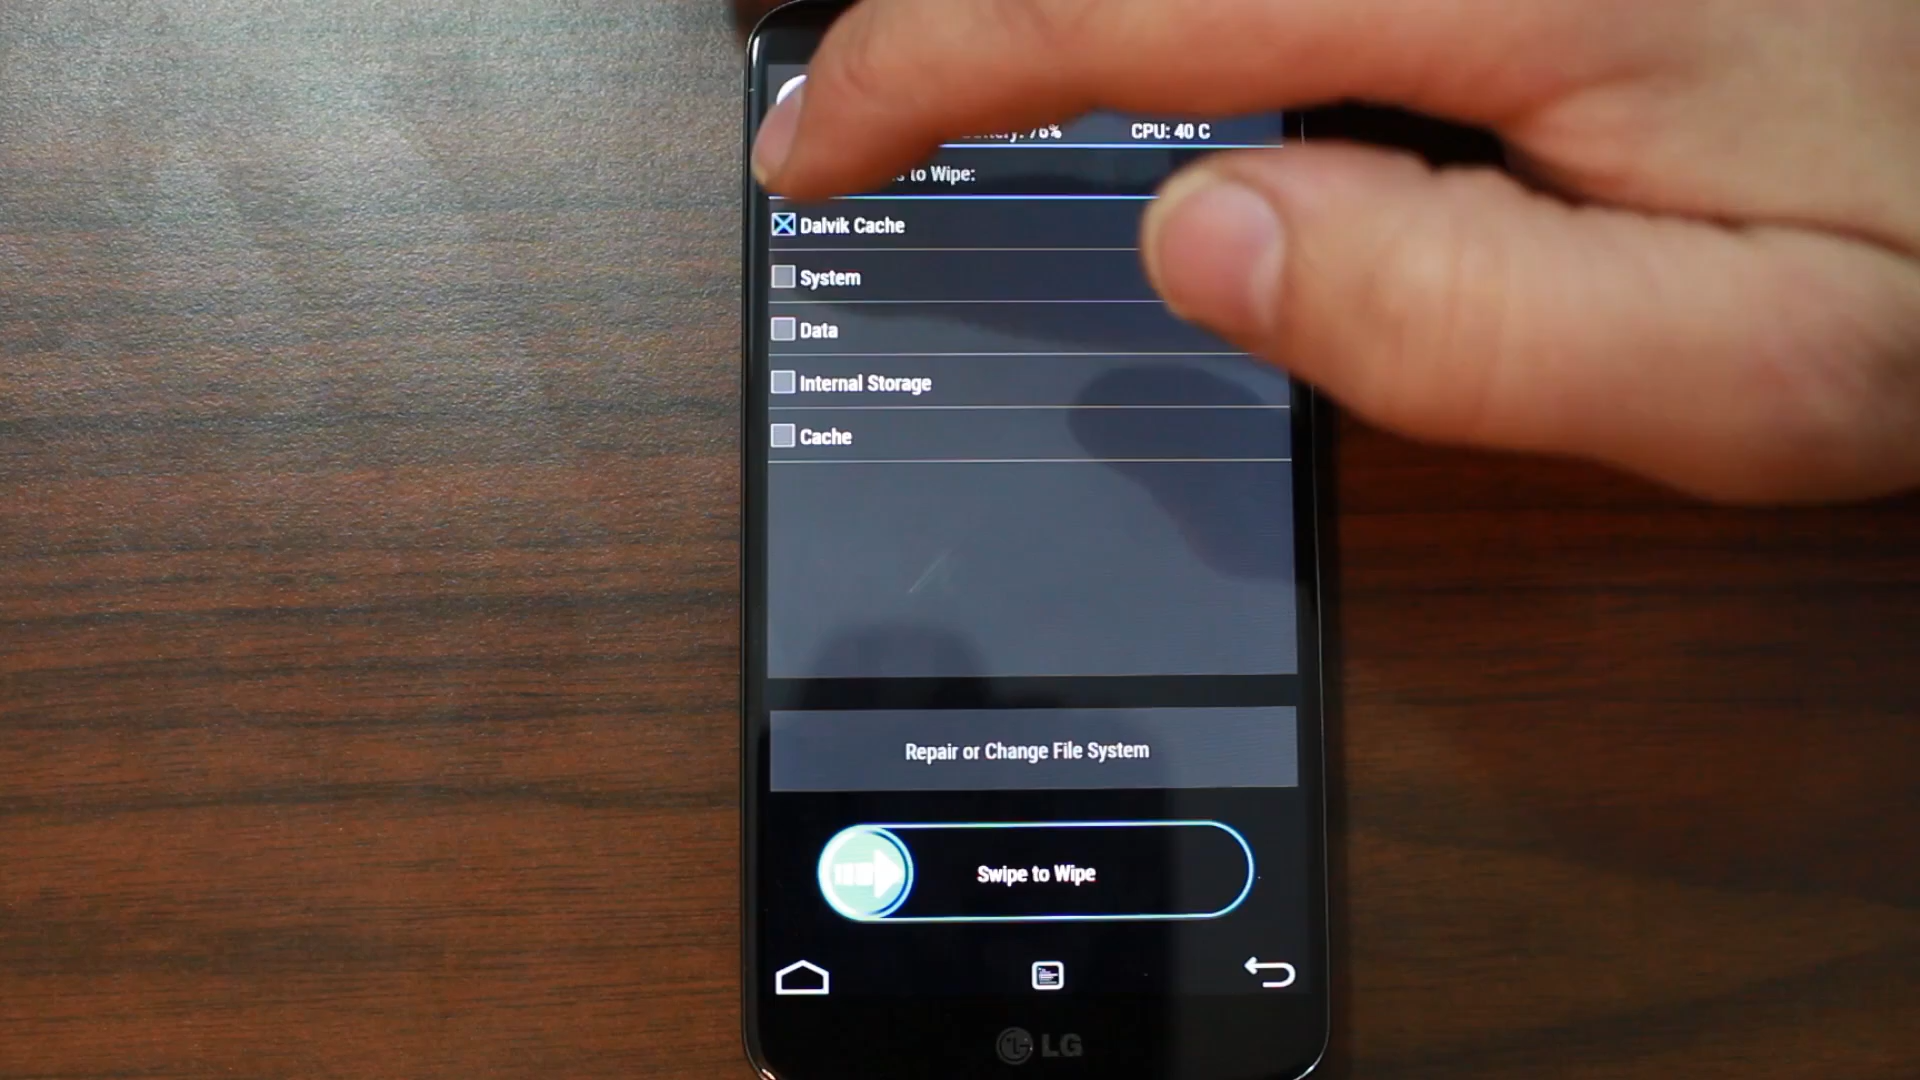 76% CPU: 40 C
to Wipe:
Dalvik Cache
System
Data
Internal Storage
Cache
Repair or Change File System
Swipe to Wipe
LG